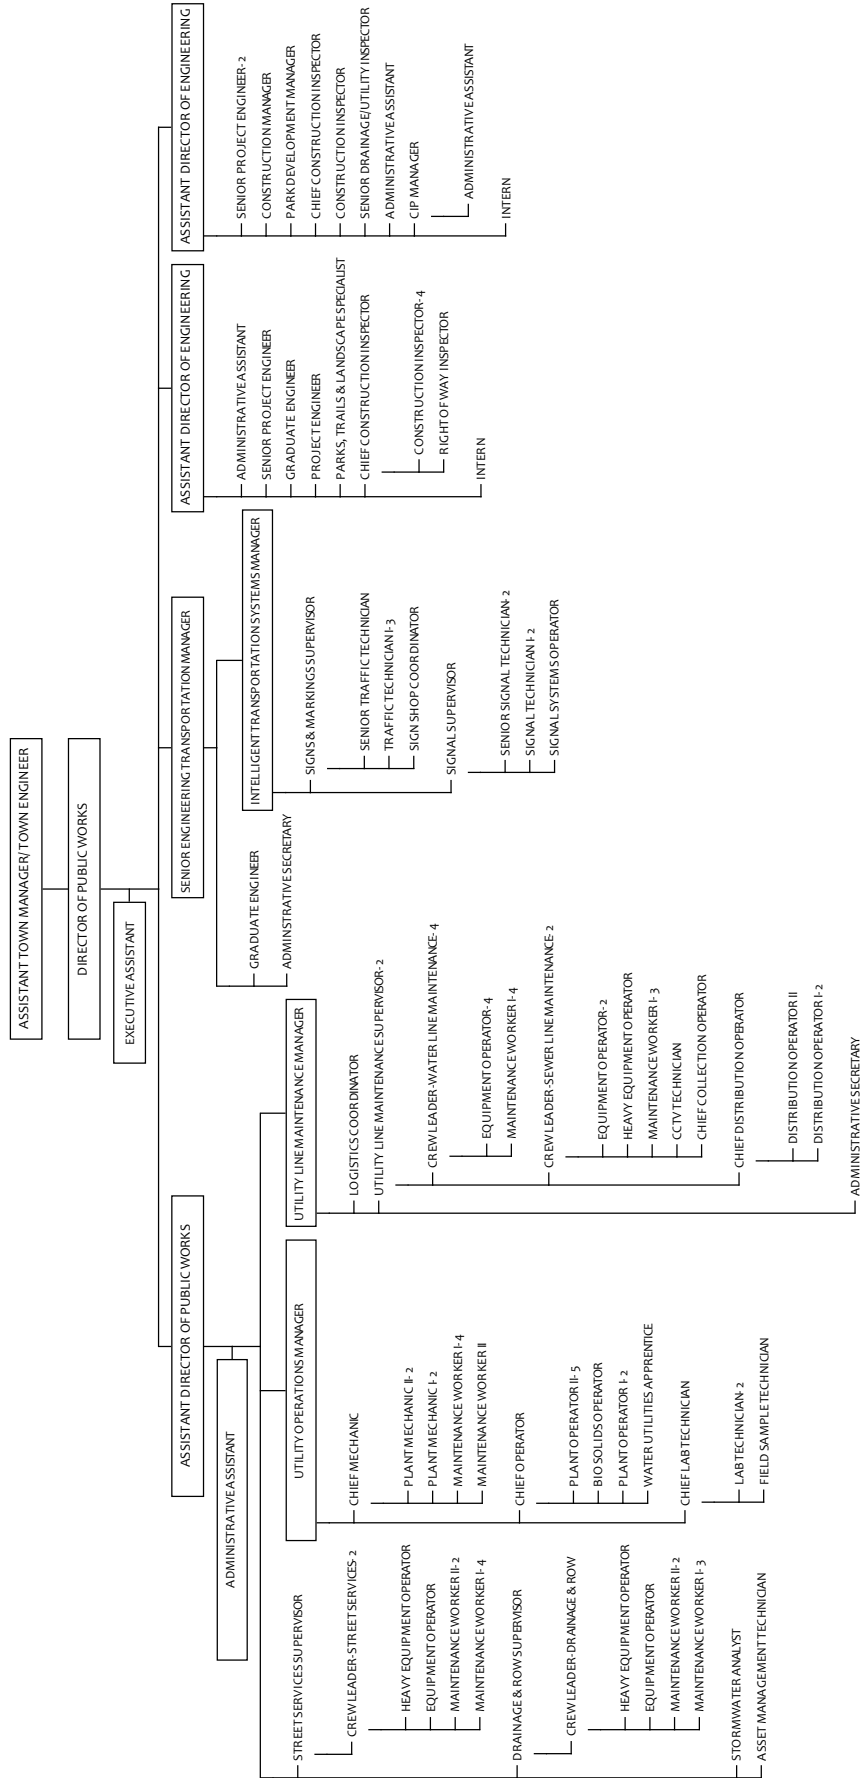 ASSISTANT TOWN MANAGER/ TOWN ENGINEER
DIRECTOR OF PUBLIC WORKS
EXECUTIVE ASSISTANT
ASSISTANT DIRECTOR OF PUBLIC WORKS
ADMINISTRATIVE ASSISTANT
STREET SERVICES SUPERVISOR
CREW LEADER-STREET SERVICES-2
HEAVY EQUIPMENT OPERATOR
EQUIPMENT OPERATOR
MAINTENANCE WORKER II-2
MAINTENANCE WORKER I-4
DRAINAGE & ROW SUPERVISOR
CREW LEADER-DRAINAGE & ROW
HEAVY EQUIPMENT OPERATOR
EQUIPMENT OPERATOR
MAINTENANCE WORKER II-2
MAINTENANCE WORKER I-3
STORMWATER ANALYST
ASSET MANAGEMENT TECHNICIAN
UTILITY OPERATIONS MANAGER
CHIEF MECHANIC
PLANT MECHANIC II-2
PLANT MECHANIC I-2
MAINTENANCE WORKER I-4
MAINTENANCE WORKER II
CHIEF OPERATOR
PLANT OPERATOR II-5
BIO SOLIDS OPERATOR
PLANT OPERATOR I-2
WATER UTILITIES APPRENTICE
CHIEF LAB TECHNICIAN
LAB TECHNICIAN-2
FIELD SAMPLE TECHNICIAN
UTILITY LINE MAINTENANCE MANAGER
LOGISTICS COORDINATOR
UTILITY LINE MAINTENANCE SUPERVISOR-2
CREW LEADER-WATER LINE MAINTENANCE-4
EQUIPMENT OPERATOR-4
MAINTENANCE WORKER I-4
CREW LEADER-SEWER LINE MAINTENANCE-2
EQUIPMENT OPERATOR-2
HEAVY EQUIPMENT OPERATOR
MAINTENANCE WORKER I-3
CCTV TECHNICIAN
CHIEF COLLECTION OPERATOR
CHIEF DISTRIBUTION OPERATOR
DISTRIBUTION OPERATOR II
DISTRIBUTION OPERATOR I-2
ADMINISTRATIVE SECRETARY
SENIOR ENGINEERING TRANSPORTATION MANAGER
GRADUATE ENGINEER
ADMINSTRATIVE SECRETARY
INTELLIGENT TRANSPORTATION SYSTEMS MANAGER
SIGNS & MARKINGS SUPERVISOR
SENIOR TRAFFIC TECHNICIAN
TRAFFIC TECHNICIAN I-3
SIGN SHOP COORDINATOR
SIGNAL SUPERVISOR
SENIOR SIGNAL TECHNICIAN-2
SIGNAL TECHNICIAN I-2
SIGNAL SYSTEMS OPERATOR
ASSISTANT DIRECTOR OF ENGINEERING
ADMINISTRATIVE ASSISTANT
SENIOR PROJECT ENGINEER
GRADUATE ENGINEER
PROJECT ENGINEER
PARKS, TRAILS & LANDSCAPE SPECIALIST
CHIEF CONSTRUCTION INSPECTOR
CONSTRUCTION INSPECTOR-4
RIGHT OF WAY INSPECTOR
INTERN
ASSISTANT DIRECTOR OF ENGINEERING
SENIOR PROJECT ENGINEER-2
CONSTRUCTION MANAGER
PARK DEVELOPMENT MANAGER
CHIEF CONSTRUCTION INSPECTOR
CONSTRUCTION INSPECTOR
SENIOR DRAINAGE/UTILITY INSPECTOR
ADMINISTRATIVE ASSISTANT
CIP MANAGER
ADMINISTRATIVE ASSISTANT
INTERN